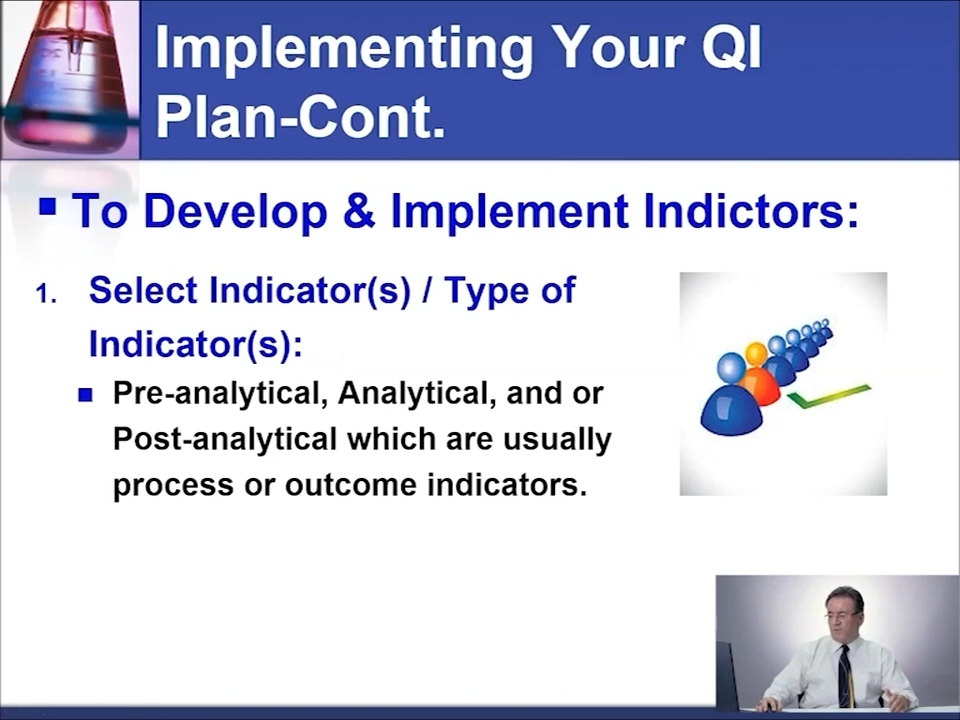 Implementing Your QI
Plan-Cont.
To Develop & Implement Indictors:
1. Select Indicator(s) / Type of
Indicator(s):
Pre-analytical, Analytical, and or
Post-analytical which are usually
process or outcome indicators.